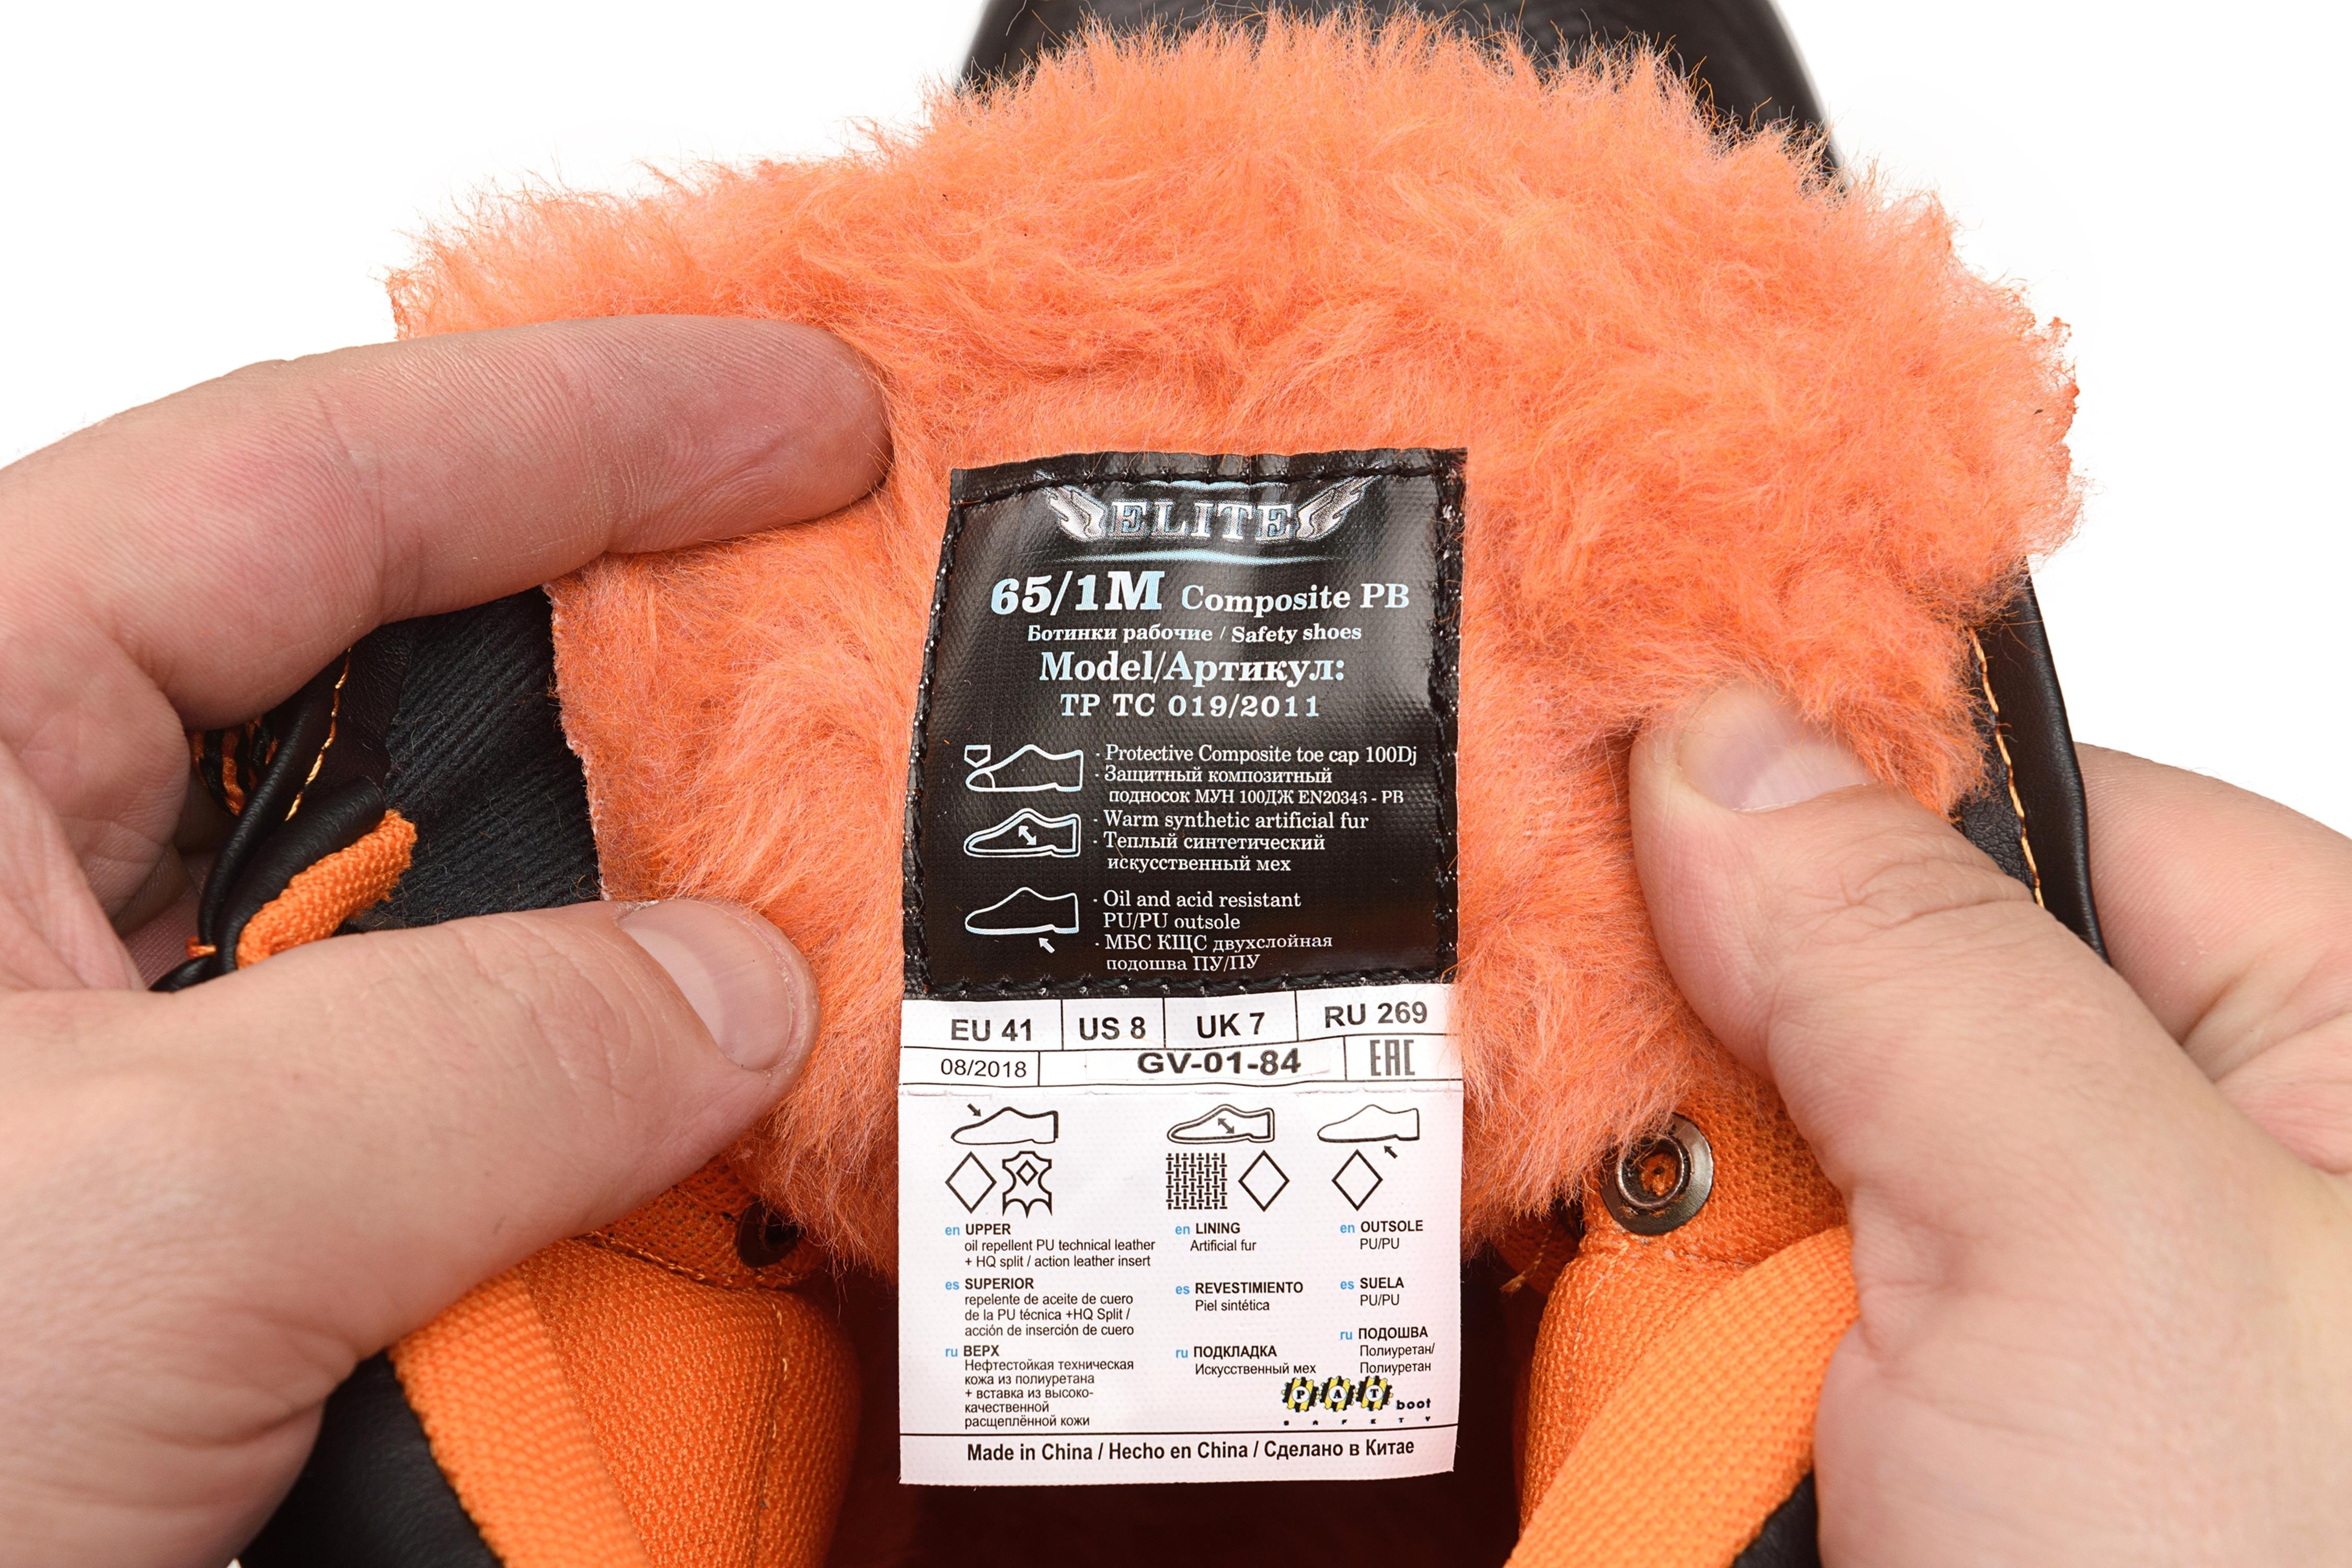 ELITE
65/1M Composite PB
Ботинки рабочие / Safety shoes
Model/Артикул:
ТР ТС 019/2011
- Protective Composite toe cap 100Dj
- Защитный композитный
подносок МУН 100ДЖ EN20345 - PB
- Warm synthetic artificial fur
- Теплый синтетический
искусственный мех
- Oil and acid resistant
PU/PU outsole
- МБС КЩС двухслойная
подошва ПУ/ПУ
EU 41 US 8 UK 7 RU 269
08/2018 GV-01-84 EAC
en UPPER
oil repellent PU technical leather
+ HQ split / action leather insert
es SUPERIOR
repelente de aceite de cuero
de la PU técnica +HQ Split /
acción de inserción de cuero
ru ВЕРХ
Нефтестойкая техническая
кожа из полиуретана
+ вставка из высоко-
качественной
расщеплённой кожи
en LINING
Artificial fur
es REVESTIMIENTO
Piel sintética
ru ПОДКЛАДКА
Искусственный мех
en OUTSOLE
PU/PU
es SUELA
PU/PU
ru ПОДОШВА
Полиуретан/
Полиуретан
PAT boot
SAFETY
Made in China / Hecho en China / Сделано в Китае